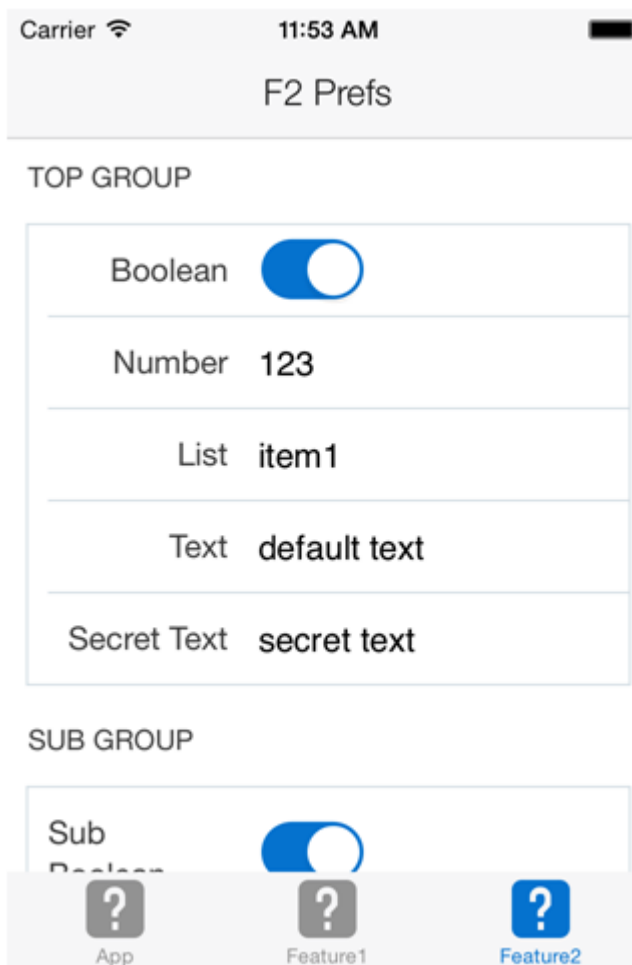 Carrier 11:53 AM
F2 Prefs
TOP GROUP
Boolean
Number 123
List item1
Text default text
Secret Text secret text
SUB GROUP
Sub
Boolean
? ? ?
App Feature1 Feature2